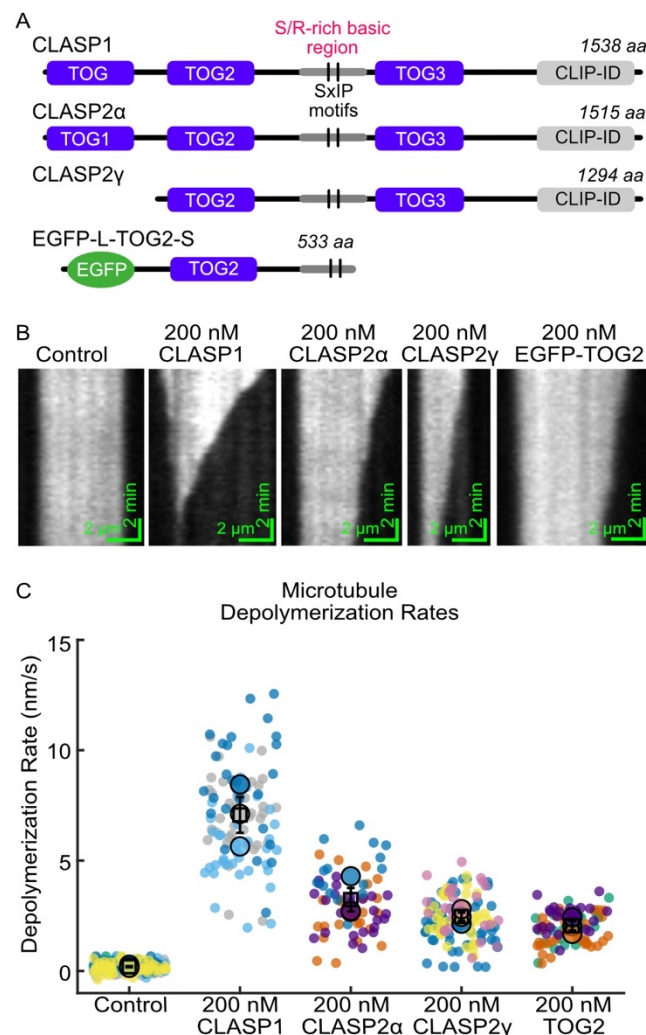 A
S/R-rich basic
region
CLASP1
1538 aa
TOG TOG2 TOG3 CLIP-ID
SxIP
motifs
CLASP2α
1515 aa
TOG1 TOG2 TOG3 CLIP-ID
CLASP2γ
1294 aa
TOG2 TOG3 CLIP-ID
EGFP-L-TOG2-S
533 aa
EGFP TOG2
B
Control
200 nM
CLASP1
200 nM
CLASP2α
200 nM
CLASP2γ
200 nM
EGFP-TOG2
2 µm 2 min
2 µm 2 min
2 µm 2 min
2 µm 2 min
2 µm 2 min
C
Microtubule
Depolymerization Rates
Depolymerization Rate (nm/s)
15
10
5
0
Control
200 nM
CLASP1
200 nM
CLASP2α
200 nM
CLASP2γ
200 nM
TOG2